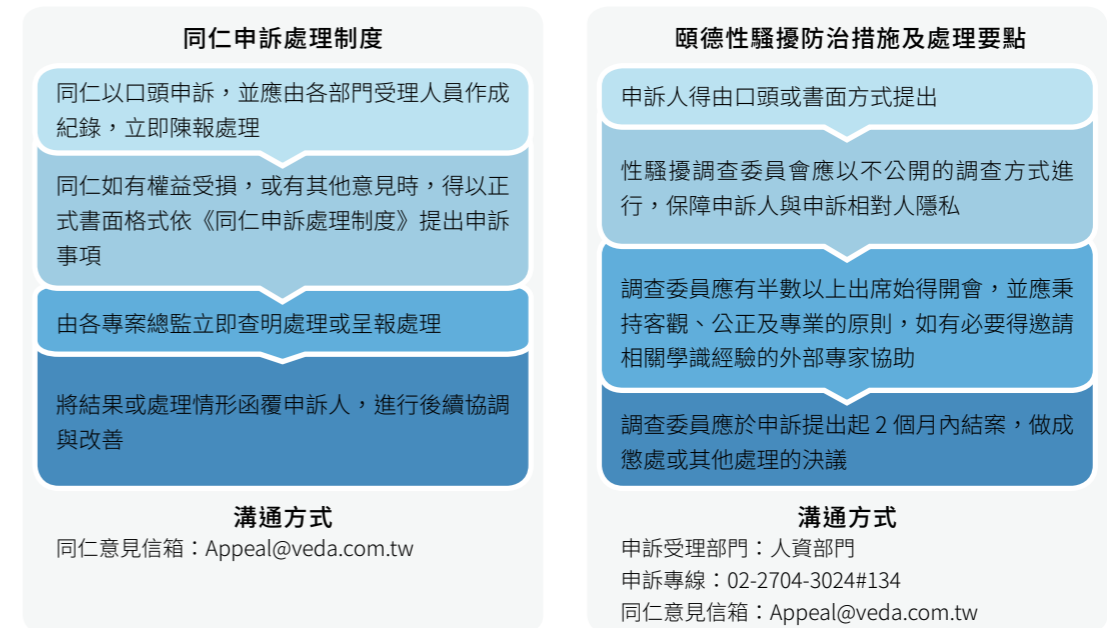 同仁申訴處理制度
同仁以口頭申訴，並應由各部門受理人員作成
紀錄，立即陳報處理
同仁如有權益受損，或有其他意見時，得以正
式書面格式依《同仁申訴處理制度》提出申訴
事項
由各專案總監立即查明處理或呈報處理
將結果或處理情形函覆申訴人，進行後續協調
與改善
溝通方式
同仁意見信箱：Appeal@veda.com.tw
頤德性騷擾防治措施及處理要點
申訴人得由口頭或書面方式提出
性騷擾調查委員會應以不公開的調查方式進
行，保障申訴人與申訴相對人隱私
調查委員應有半數以上出席始得開會，並應秉
持客觀、公正及專業的原則，如有必要得邀請
相關學識經驗的外部專家協助
調查委員應於申訴提出起 2 個月內結案，做成
懲處或其他處理的決議
溝通方式
申訴受理部門：人資部門
申訴專線：02-2704-3024#134
同仁意見信箱：Appeal@veda.com.tw